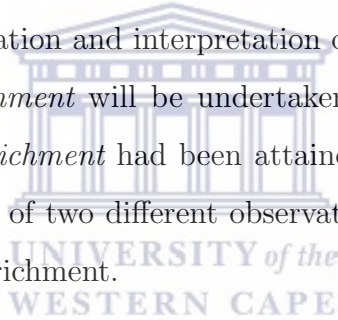 ation and interpretation
nment will be undertaken
ichment had been attaine
of two different observat
UNIVERSITY of the
richment.
WESTERN CAPE